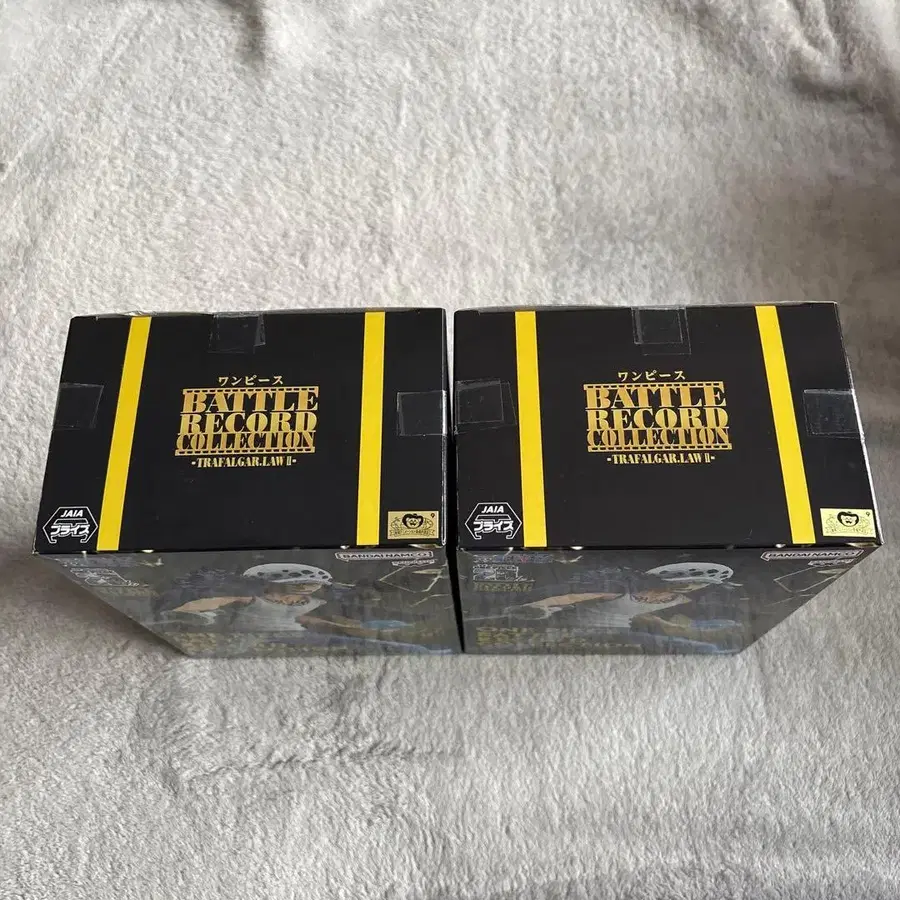 ワンピース
BATTLE
RECORD
COLLECTION
-TRAFALGAR.LAW II-
JAIA
プライズ
BANDAI NAMCO
ワンピース
BATTLE
RECORD
COLLECTION
-TRAFALGAR.LAW II-
JAIA
プライズ
BANDAI NAMCO